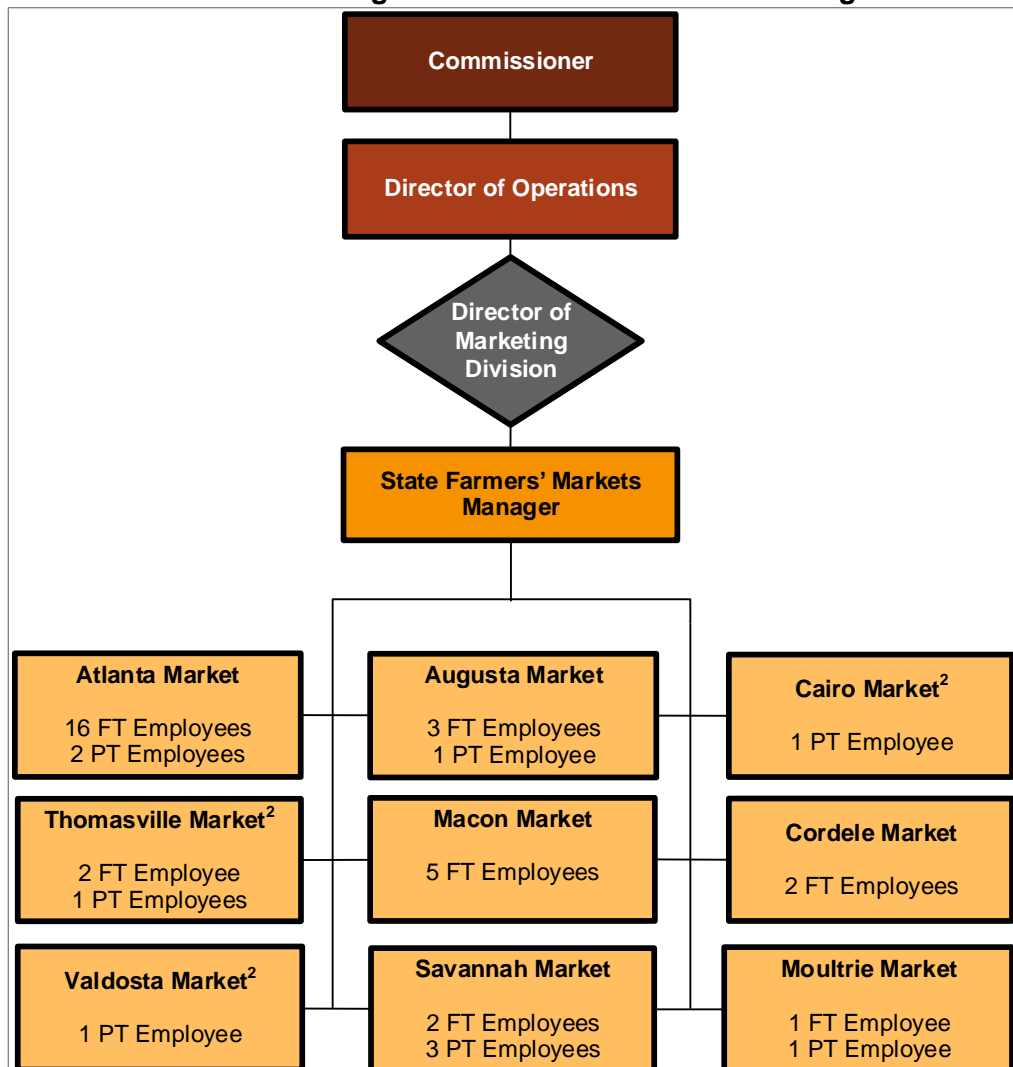 Commissioner
Director of Operations
Director of
Marketing
Division
State Farmers’ Markets
Manager
Atlanta Market
16 FT Employees
2 PT Employees
Augusta Market
3 FT Employees
1 PT Employee
Cairo Market²
1 PT Employee
Thomasville Market²
2 FT Employee
1 PT Employees
Macon Market
5 FT Employees
Cordele Market
2 FT Employees
Valdosta Market²
1 PT Employee
Savannah Market
2 FT Employees
3 PT Employees
Moultrie Market
1 FT Employee
1 PT Employee